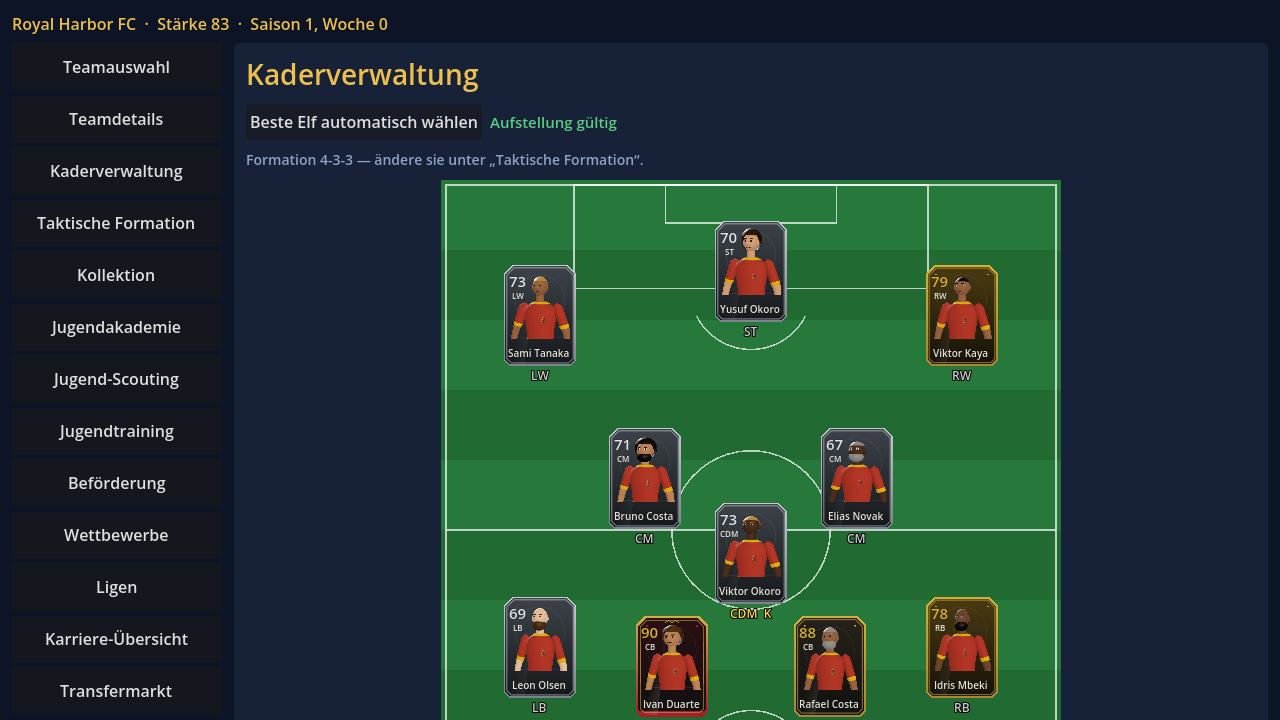 Royal Harbor FC · Stärke 83 · Saison 1, Woche 0
Teamauswahl
Teamdetails
Kaderverwaltung
Taktische Formation
Kollektion
Jugendakademie
Jugend-Scouting
Jugendtraining
Beförderung
Wettbewerbe
Ligen
Karriere-Übersicht
Transfermarkt
Kaderverwaltung
Beste Elf automatisch wählen
Aufstellung gültig
Formation 4-3-3 — ändere sie unter „Taktische Formation“.
70
ST
Yusuf Okoro
ST
73
LW
Sami Tanaka
LW
79
RW
Viktor Kaya
RW
71
CM
Bruno Costa
CM
67
CM
Elias Novak
CM
73
CDM
Viktor Okoro
CDM K
69
LB
Leon Olsen
LB
90
CB
Ivan Duarte
88
CB
Rafael Costa
78
RB
Idris Mbeki
RB